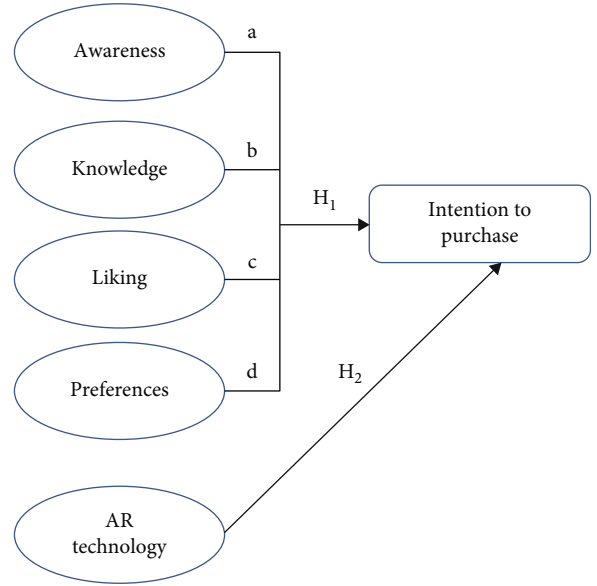 Awareness
a
Knowledge
b
Liking
c
Preferences
d
H₁
Intention to
purchase
H₂
AR
technology